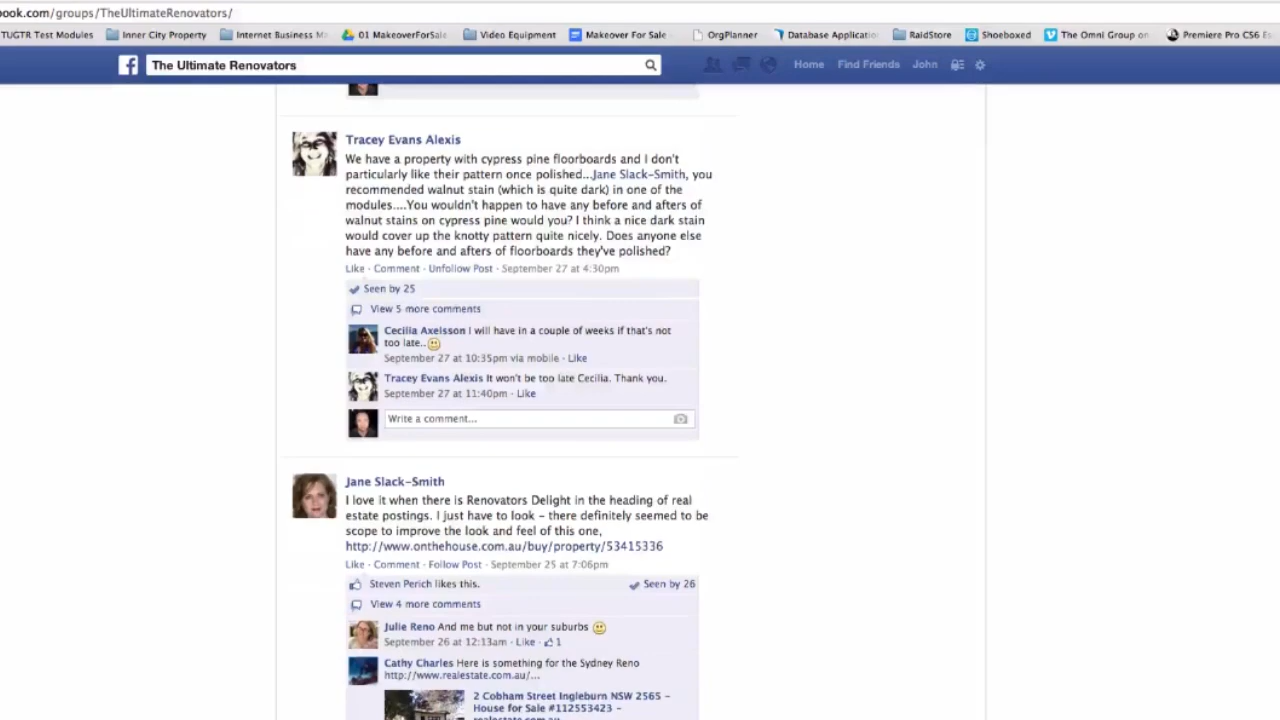 ook.com/groups/TheUltimateRenovators/
TUGTR Test Modules Inner City Property Internet Business Ma 01 MakeoverForSale Video Equipment Makeover For Sale OrgPlanner Database Applicatio RaidStore Shoeboxed The Omni Group on Premiere Pro CS6 Es
The Ultimate Renovators Home Find Friends John
Tracey Evans Alexis
We have a property with cypress pine floorboards and I don't
particularly like their pattern once polished...Jane Slack-Smith, you
recommended walnut stain (which is quite dark) in one of the
modules....You wouldn't happen to have any before and afters of
walnut stains on cypress pine would you? I think a nice dark stain
would cover up the knotty pattern quite nicely. Does anyone else
have any before and afters of floorboards they've polished?
Like · Comment · Unfollow Post · September 27 at 4:30pm
Seen by 25
View 5 more comments
Cecilia Axelsson I will have in a couple of weeks if that's not
too late..
September 27 at 10:35pm via mobile · Like
Tracey Evans Alexis It won't be too late Cecilia. Thank you.
September 27 at 11:40pm · Like
Write a comment...
Jane Slack-Smith
I love it when there is Renovators Delight in the heading of real
estate postings. I just have to look - there definitely seemed to be
scope to improve the look and feel of this one,
http://www.onthehouse.com.au/buy/property/53415336
Like · Comment · Follow Post · September 25 at 7:06pm
Steven Perich likes this. Seen by 26
View 4 more comments
Julie Reno And me but not in your suburbs
September 26 at 12:13am · Like · 1
Cathy Charles Here is something for the Sydney Reno
http://www.realestate.com.au/...
2 Cobham Street Ingleburn NSW 2565 -
House for Sale #112553423 -
realestate.com.au